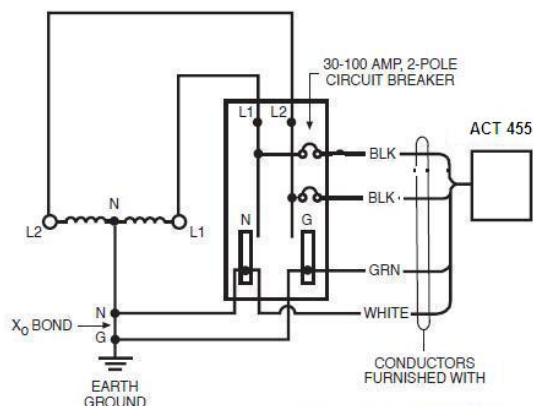 30-100 AMP, 2-POLE
CIRCUIT BREAKER
L1 L2
ACT 455
BLK
BLK
N
N G
L2 L1
GRN
N
WHITE
X₀ BOND
G
EARTH
GROUND
CONDUCTORS
FURNISHED WITH